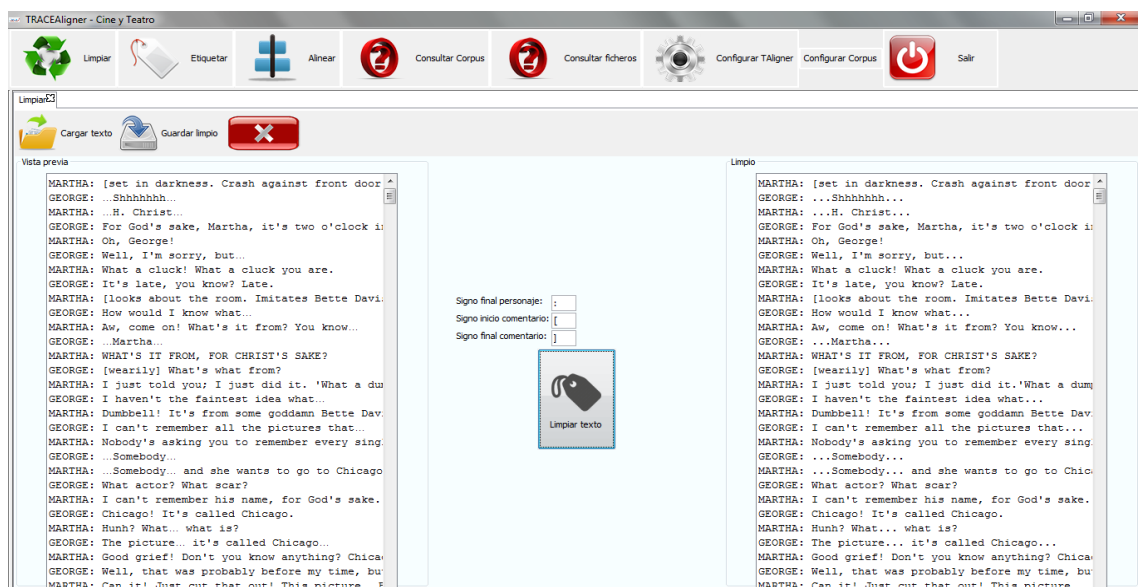 TRACEAligner - Cine y Teatro
Limpiar Etiquetar Alinear Consultar Corpus Consultar ficheros Configurar TAligner Configurar Corpus Salir
Limpiar
Cargar texto Guardar limpio
Vista previa
MARTHA: [set in darkness. Crash against front door
GEORGE: …Shhhhhhh…
MARTHA: …H. Christ…
GEORGE: For God's sake, Martha, it's two o'clock
MARTHA: Oh, George!
GEORGE: Well, I'm sorry, but…
MARTHA: What a cluck! What a cluck you are.
GEORGE: It's late, you know? Late.
MARTHA: [looks about the room. Imitates Bette Davi
GEORGE: How would I know what…
MARTHA: Aw, come on! What's it from? You know…
GEORGE: …Martha…
MARTHA: WHAT'S IT FROM, FOR CHRIST'S SAKE?
GEORGE: [wearily] What's what from?
MARTHA: I just told you; I just did it. 'What a du
GEORGE: I haven't the faintest idea what…
MARTHA: Dumbbell! It's from some goddamn Bette Dav
GEORGE: I can't remember all the pictures that…
MARTHA: Nobody's asking you to remember every sing
GEORGE: …Somebody…
MARTHA: …Somebody… and she wants to go to Chicago
GEORGE: What actor? What scar?
MARTHA: I can't remember his name, for God's sake.
GEORGE: Chicago! It's called Chicago.
MARTHA: Hunh? What… what is?
GEORGE: The picture… it's called Chicago…
MARTHA: Good grief! Don't you know anything? Chica
GEORGE: Well, that was probably before my time, bu
MARTHA: Can it! Just cut that out! This picture…
Signo final personaje: :
Signo inicio comentario: [
Signo final comentario: ]
Limpiar texto
Limpio
MARTHA: [set in darkness. Crash against front door
GEORGE: ...Shhhhhhh...
MARTHA: ...H. Christ...
GEORGE: For God's sake, Martha, it's two o'clock
MARTHA: Oh, George!
GEORGE: Well, I'm sorry, but...
MARTHA: What a cluck! What a cluck you are.
GEORGE: It's late, you know? Late.
MARTHA: [looks about the room. Imitates Bette Davi
GEORGE: How would I know what...
MARTHA: Aw, come on! What's it from? You know...
GEORGE: ...Martha...
MARTHA: WHAT'S IT FROM, FOR CHRIST'S SAKE?
GEORGE: [wearily] What's what from?
MARTHA: I just told you; I just did it.'What a dum
GEORGE: I haven't the faintest idea what...
MARTHA: Dumbbell! It's from some goddamn Bette Dav
GEORGE: I can't remember all the pictures that...
MARTHA: Nobody's asking you to remember every sing
GEORGE: ...Somebody...
MARTHA: ...Somebody... and she wants to go to Chic
GEORGE: What actor? What scar?
MARTHA: I can't remember his name, for God's sake.
GEORGE: Chicago! It's called Chicago.
MARTHA: Hunh? What... what is?
GEORGE: The picture... it's called Chicago...
MARTHA: Good grief! Don't you know anything? Chica
GEORGE: Well, that was probably before my time, bu
MARTHA: Can it! Just cut that out! This picture...